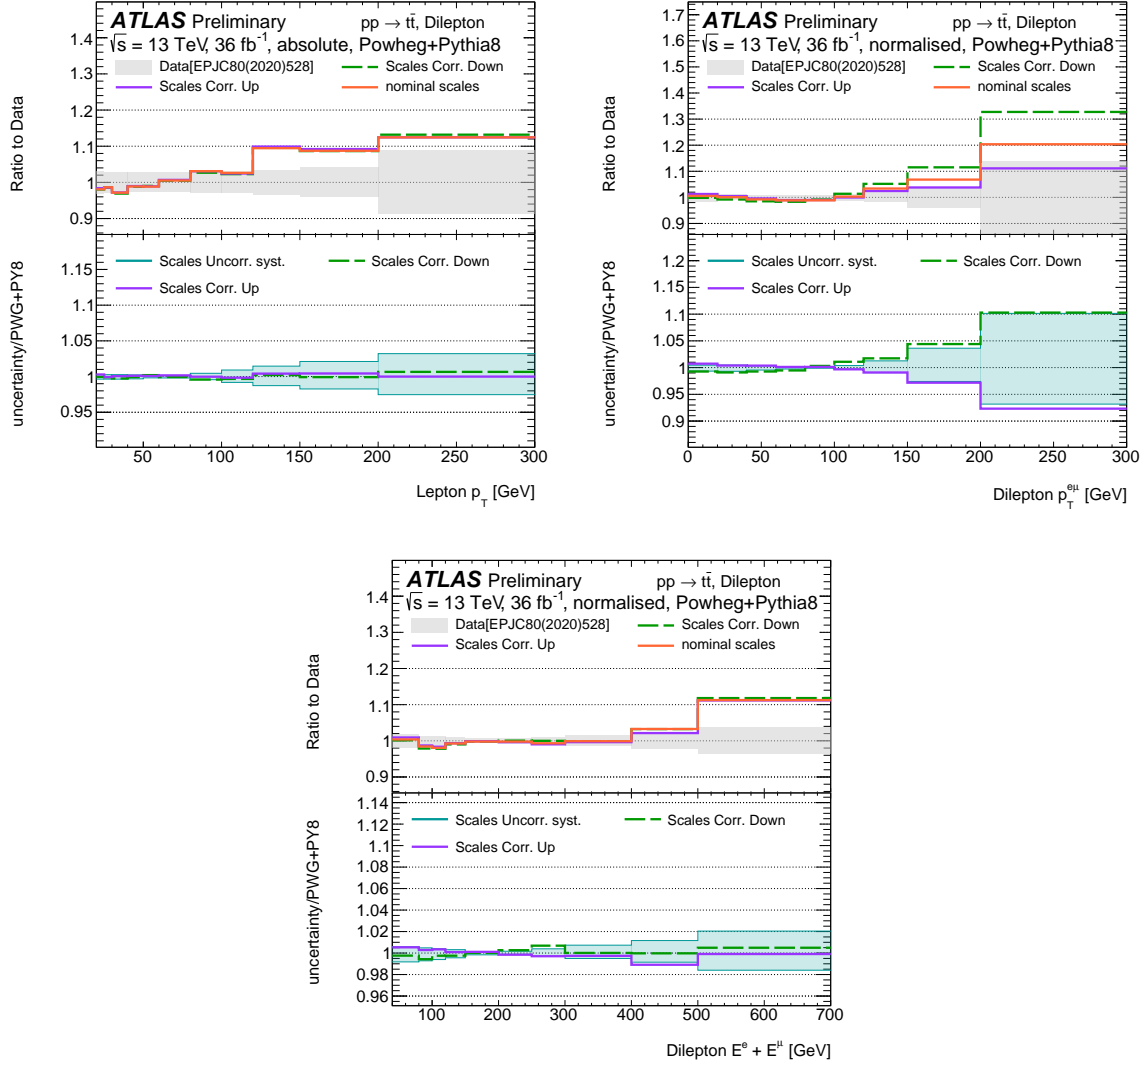 ATLAS Preliminary pp → tt̄, Dilepton
√s = 13 TeV, 36 fb⁻¹, absolute, Powheg+Pythia8
Data[EPJC80(2020)528] Scales Corr. Down
Scales Corr. Up nominal scales
Ratio to Data
1.4
1.3
1.2
1.1
1
0.9
Scales Uncorr. syst. Scales Corr. Down
Scales Corr. Up
uncertainty/PWG+PY8
1.15
1.1
1.05
1
0.95
50 100 150 200 250 300
Lepton p_T [GeV]
ATLAS Preliminary pp → tt̄, Dilepton
√s = 13 TeV, 36 fb⁻¹, normalised, Powheg+Pythia8
Data[EPJC80(2020)528] Scales Corr. Down
Scales Corr. Up nominal scales
Ratio to Data
1.7
1.6
1.5
1.4
1.3
1.2
1.1
1.0
0.9
Scales Uncorr. syst. Scales Corr. Down
Scales Corr. Up
uncertainty/PWG+PY8
1.2
1.15
1.1
1.05
1
0.95
0.9
0 50 100 150 200 250 300
Dilepton p_T^eμ [GeV]
ATLAS Preliminary pp → tt̄, Dilepton
√s = 13 TeV, 36 fb⁻¹, normalised, Powheg+Pythia8
Data[EPJC80(2020)528] Scales Corr. Down
Scales Corr. Up nominal scales
Ratio to Data
1.4
1.3
1.2
1.1
1
0.9
Scales Uncorr. syst. Scales Corr. Down
Scales Corr. Up
uncertainty/PWG+PY8
1.14
1.12
1.1
1.08
1.06
1.04
1.02
1
0.98
0.96
100 200 300 400 500 600 700
Dilepton E^e + E^μ [GeV]